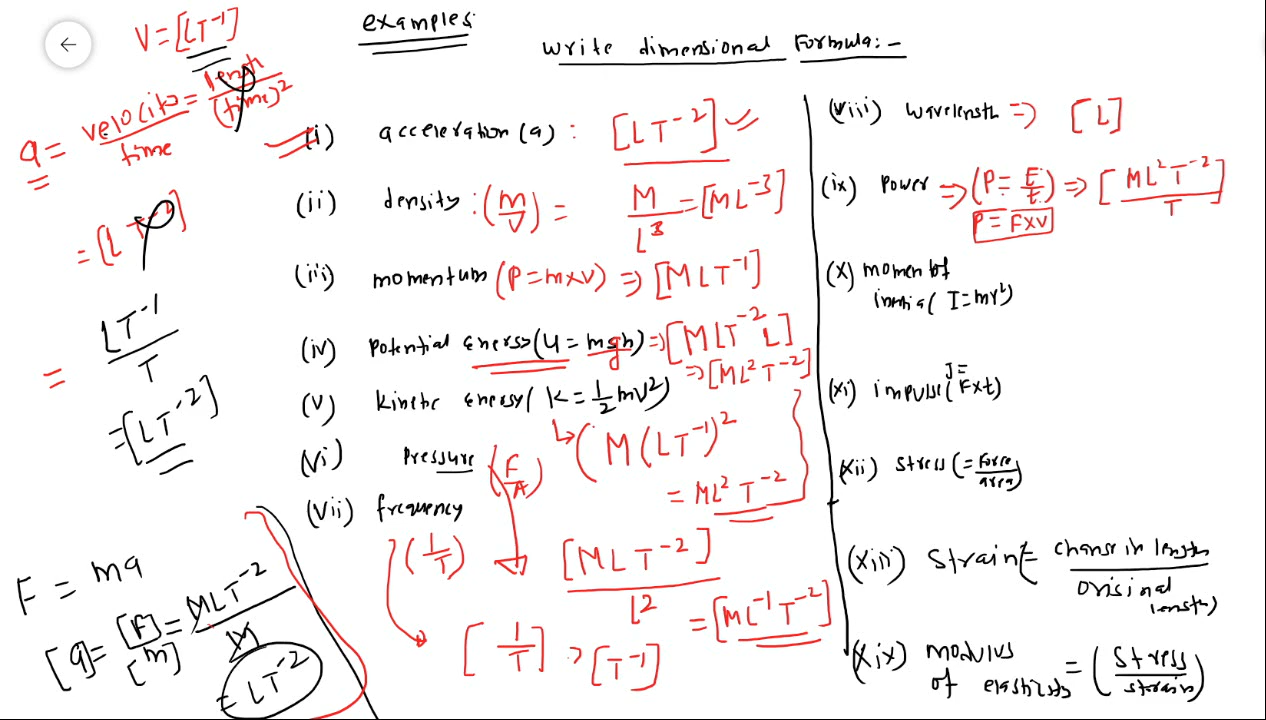 examples:
Write dimensional Formula:-
V = [LT⁻¹]
a = velocity/time = length/(time)²
= [LT⁻²]
= LT⁻¹/T
= [LT⁻²]
(i) acceleration (a) : [LT⁻²]
(ii) density : (m/V) = M/L³ = [ML⁻³]
(iii) momentum (P=m×v) ⇒ [MLT⁻¹]
(iv) Potential energy (U = mgh) ⇒ [MLT⁻² L]
⇒ [ML²T⁻²]
(v) kinetic energy ( K = 1/2 mv²)
↳ ( M(LT⁻¹)²
= ML²T⁻²
(vi) Pressure (F/A)
[MLT⁻²]/L² = [ML⁻¹T⁻²]
(vii) frequency
(1/T)
[1/T] ⇒ [T⁻¹]
F = ma
[a] = [F]/[m] = MLT⁻²/M
= LT⁻²
(viii) wavelength ⇒ [L]
(ix) Power ⇒ (P = E/t) ⇒ [ML²T⁻²/T]
P = F×V
(x) moment of
inertia ( I = mr²)
(xi) impulse ( J = F×t)
(xii) stress (= Force/area)
(xiii) Strain (= change in length/original length)
(xix) modulus of elasticity = (Stress/strain)